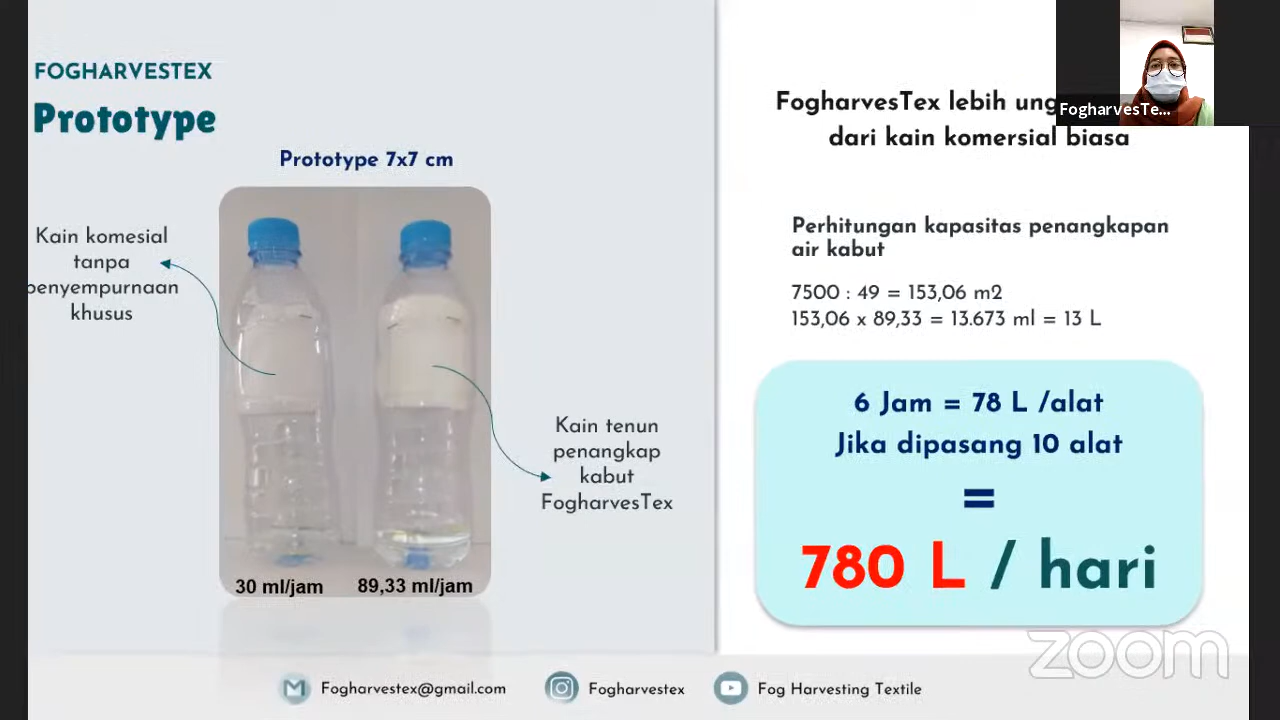 FOGHARVESTEX
Prototype
Prototype 7x7 cm
Kain komesial
tanpa
penyempurnaan
khusus
Kain tenun
penangkap
kabut
FogharvesTex
30 ml/jam
89,33 ml/jam
FogharvesTex lebih
dari kain komersial biasa
Perhitungan kapasitas penangkapan
air kabut
7500 : 49 = 153,06 m2
153,06 x 89,33 = 13.673 ml = 13 L
6 Jam = 78 L /alat
Jika dipasang 10 alat
=
780 L / hari
FogharvesTe...
zoom
Fogharvestex@gmail.com
Fogharvestex
Fog Harvesting Textile